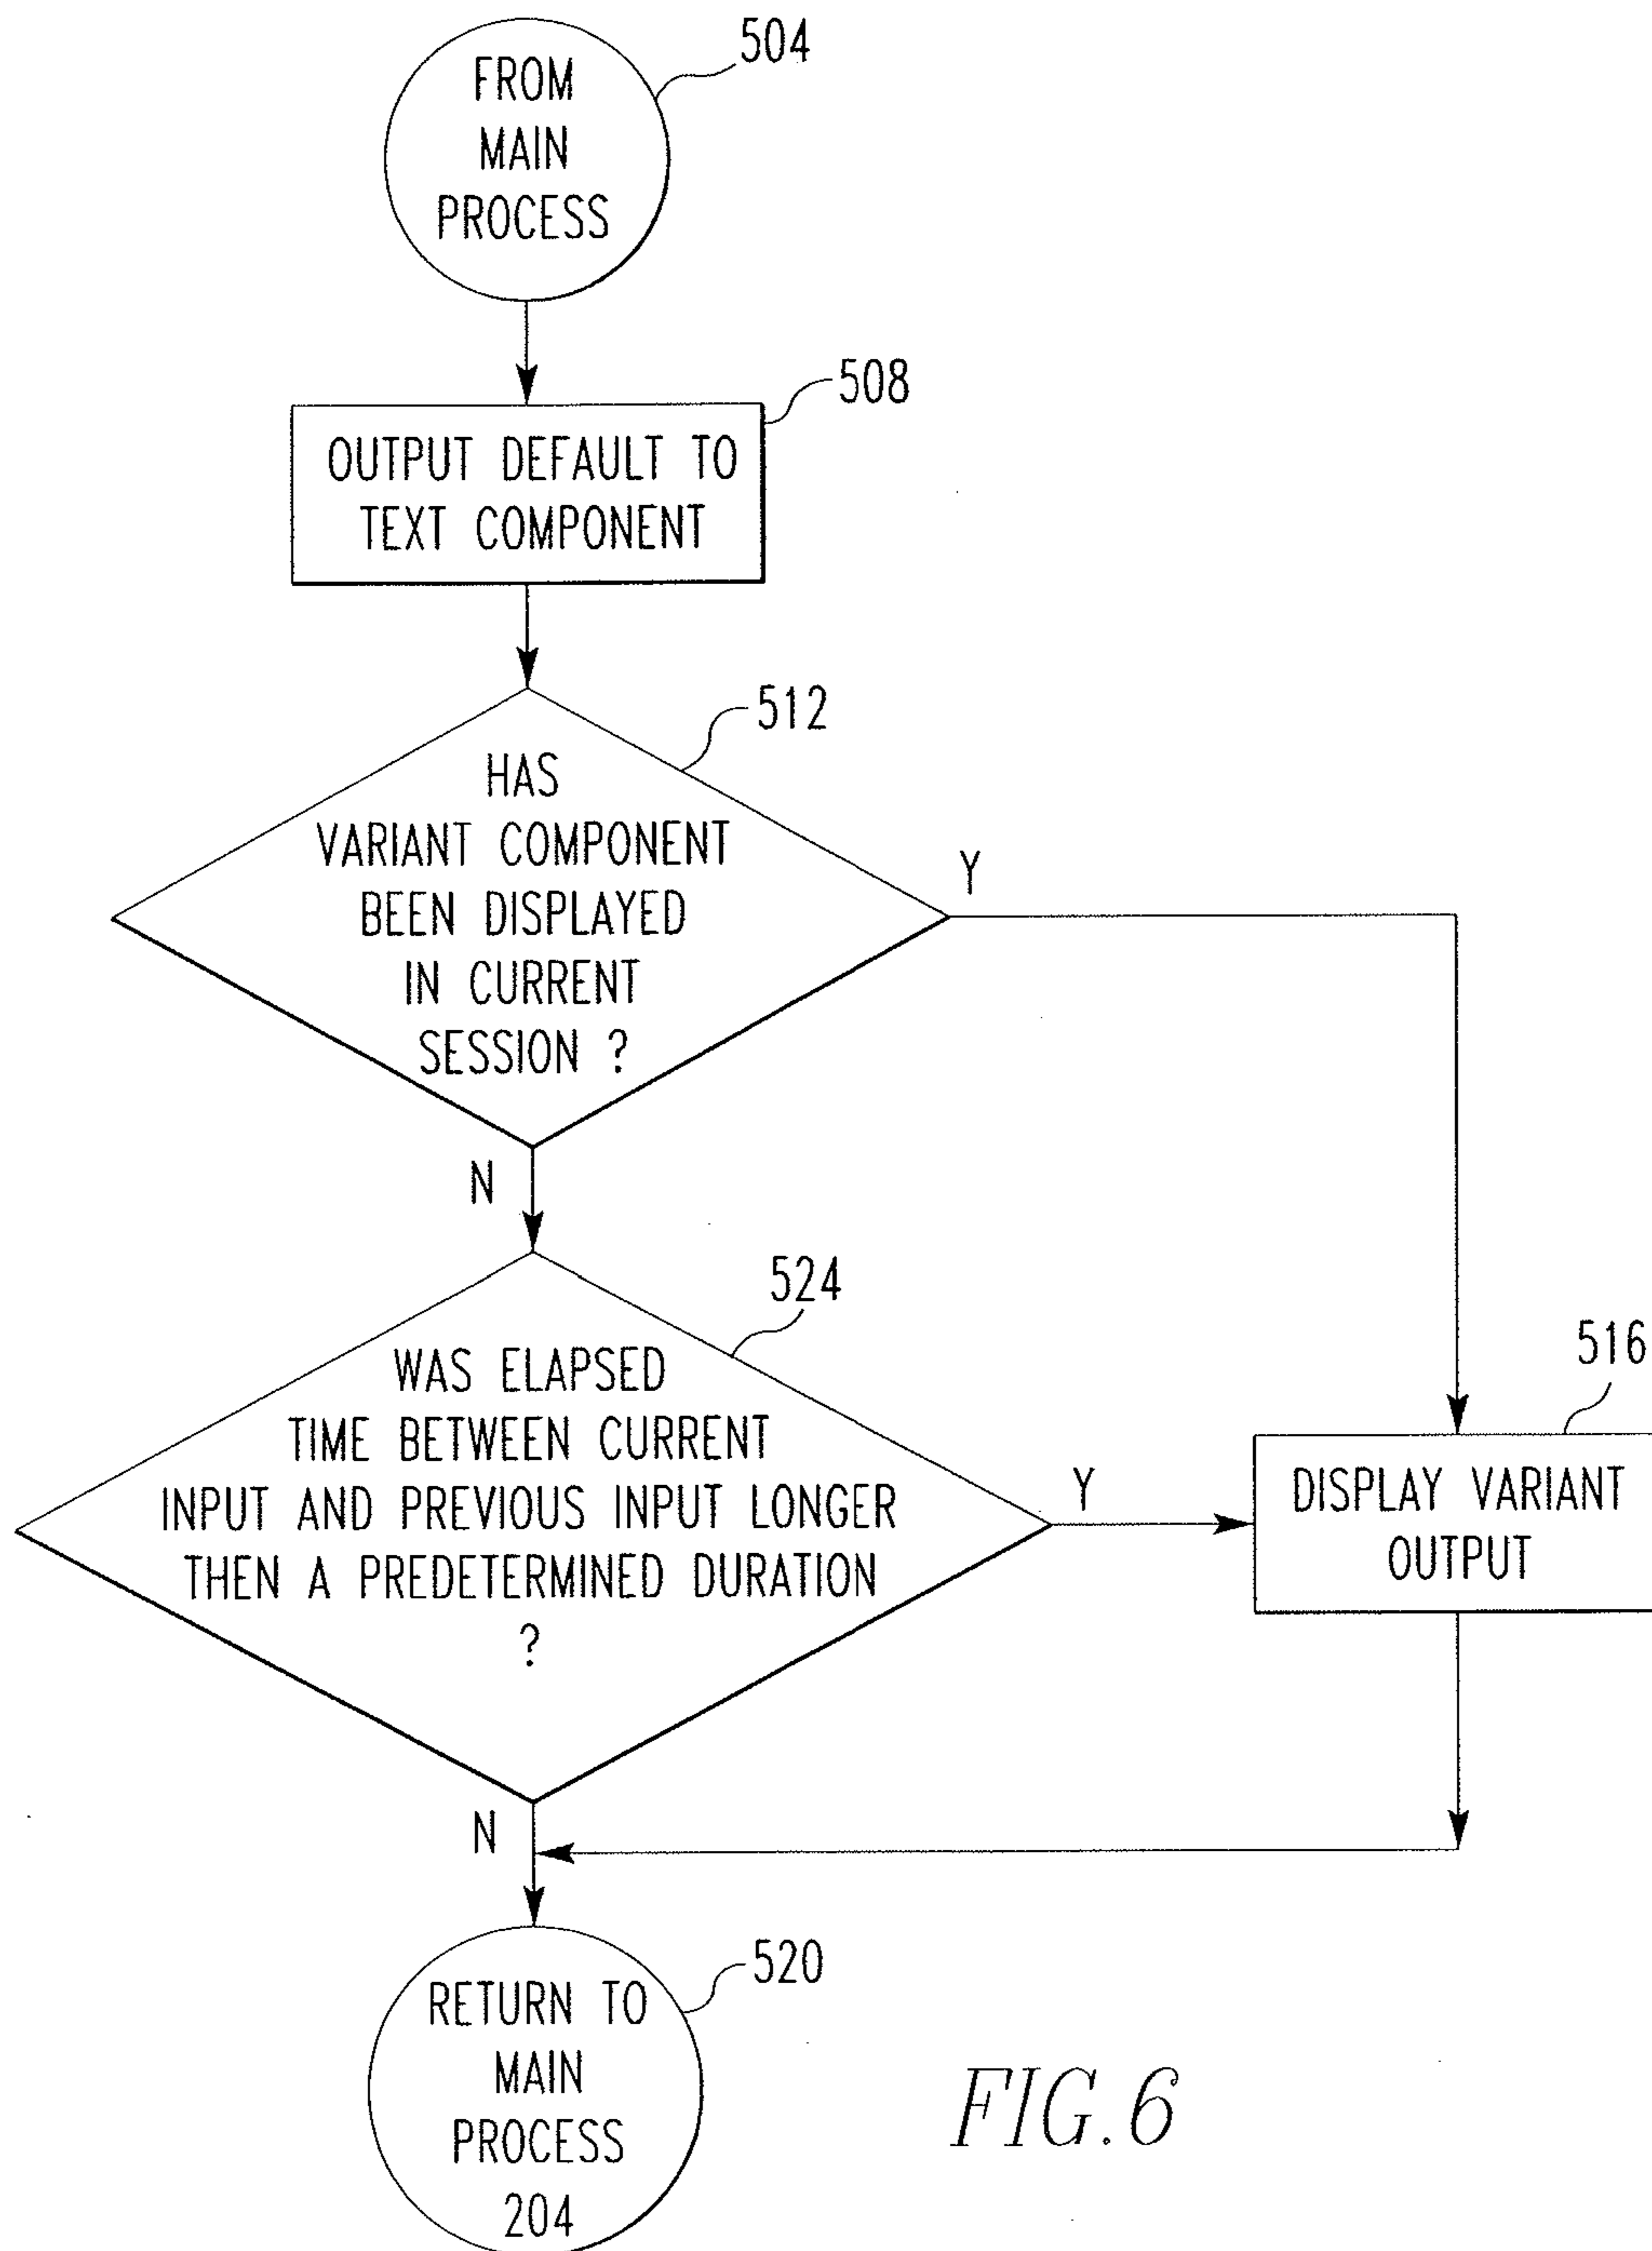 504
FROM
MAIN
PROCESS
508
OUTPUT DEFAULT TO
TEXT COMPONENT
512
HAS
VARIANT COMPONENT
BEEN DISPLAYED
IN CURRENT
SESSION ?
Y
N
524
WAS ELAPSED
TIME BETWEEN CURRENT
INPUT AND PREVIOUS INPUT LONGER
THEN A PREDETERMINED DURATION
?
Y
516
DISPLAY VARIANT
OUTPUT
N
520
RETURN TO
MAIN
PROCESS
204
FIG.6